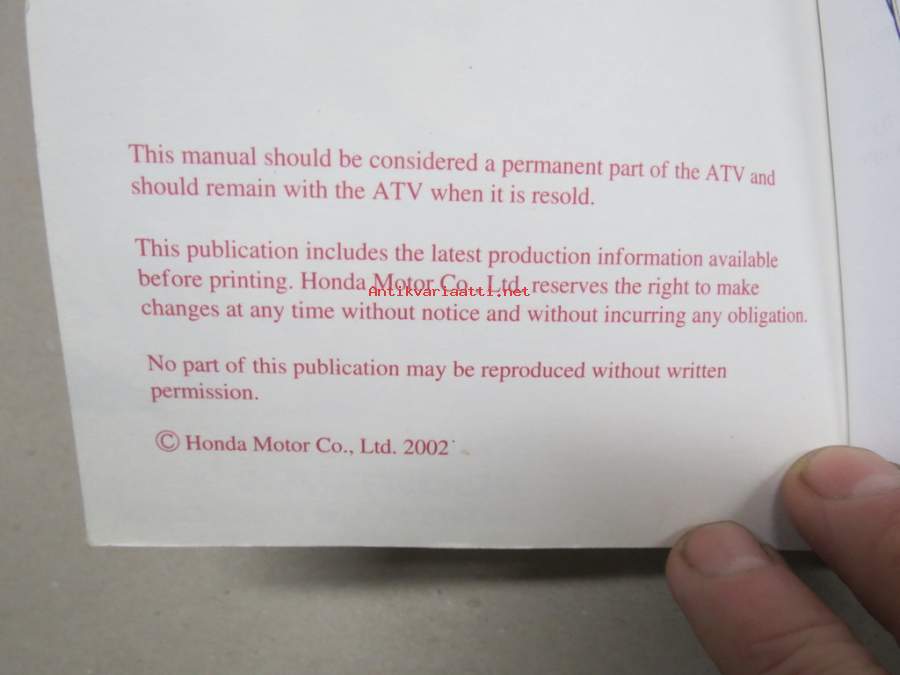 This manual should be considered a permanent part of the ATV and
should remain with the ATV when it is resold.
This publication includes the latest production information available
before printing. Honda Motor Co., Ltd. reserves the right to make
Antikvariaatti.net
changes at any time without notice and without incurring any obligation.
No part of this publication may be reproduced without written
permission.
© Honda Motor Co., Ltd. 2002